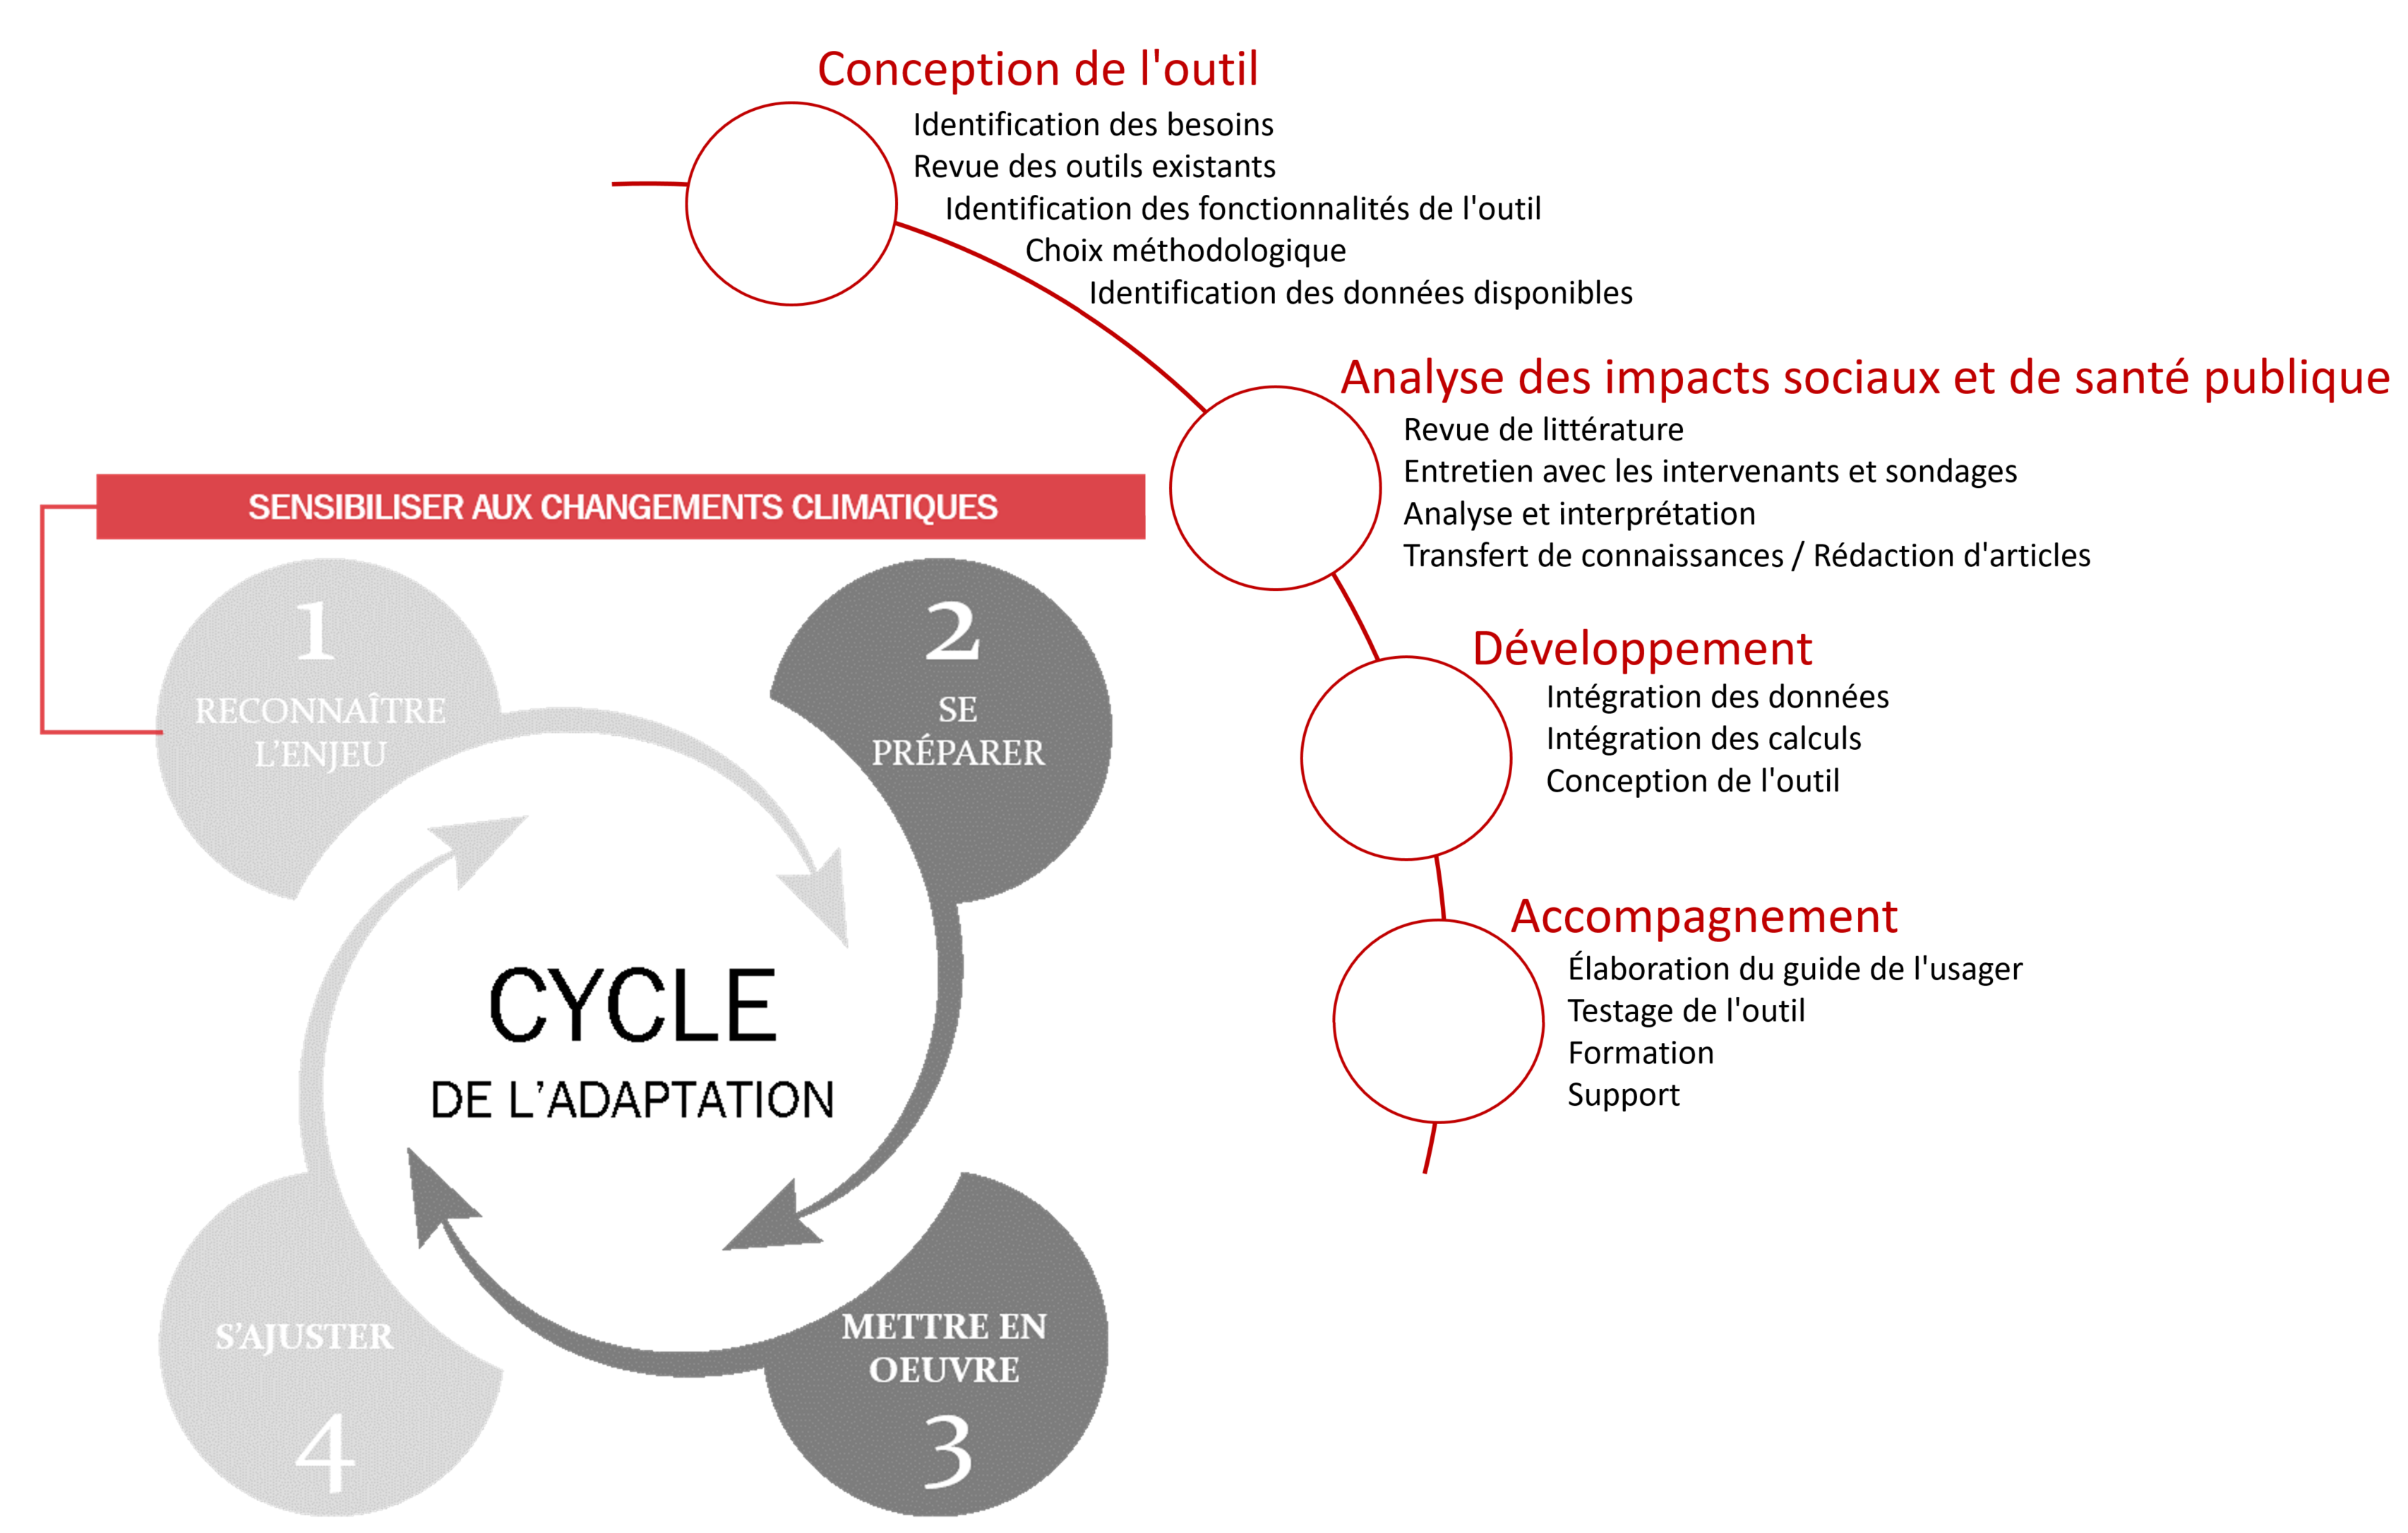 Conception de l'outil
Identification des besoins
Revue des outils existants
Identification des fonctionnalités de l'outil
Choix méthodologique
Identification des données disponibles
Analyse des impacts sociaux et de santé publique
Revue de littérature
Entretien avec les intervenants et sondages
Analyse et interprétation
Transfert de connaissances / Rédaction d'articles
Développement
Intégration des données
Intégration des calculs
Conception de l'outil
Accompagnement
Élaboration du guide de l'usager
Testage de l'outil
Formation
Support
SENSIBILISER AUX CHANGEMENTS CLIMATIQUES
1
RECONNAÎTRE
L'ENJEU
2
SE
PRÉPARER
CYCLE
DE L'ADAPTATION
METTRE EN
OEUVRE
3
S'AJUSTER
4